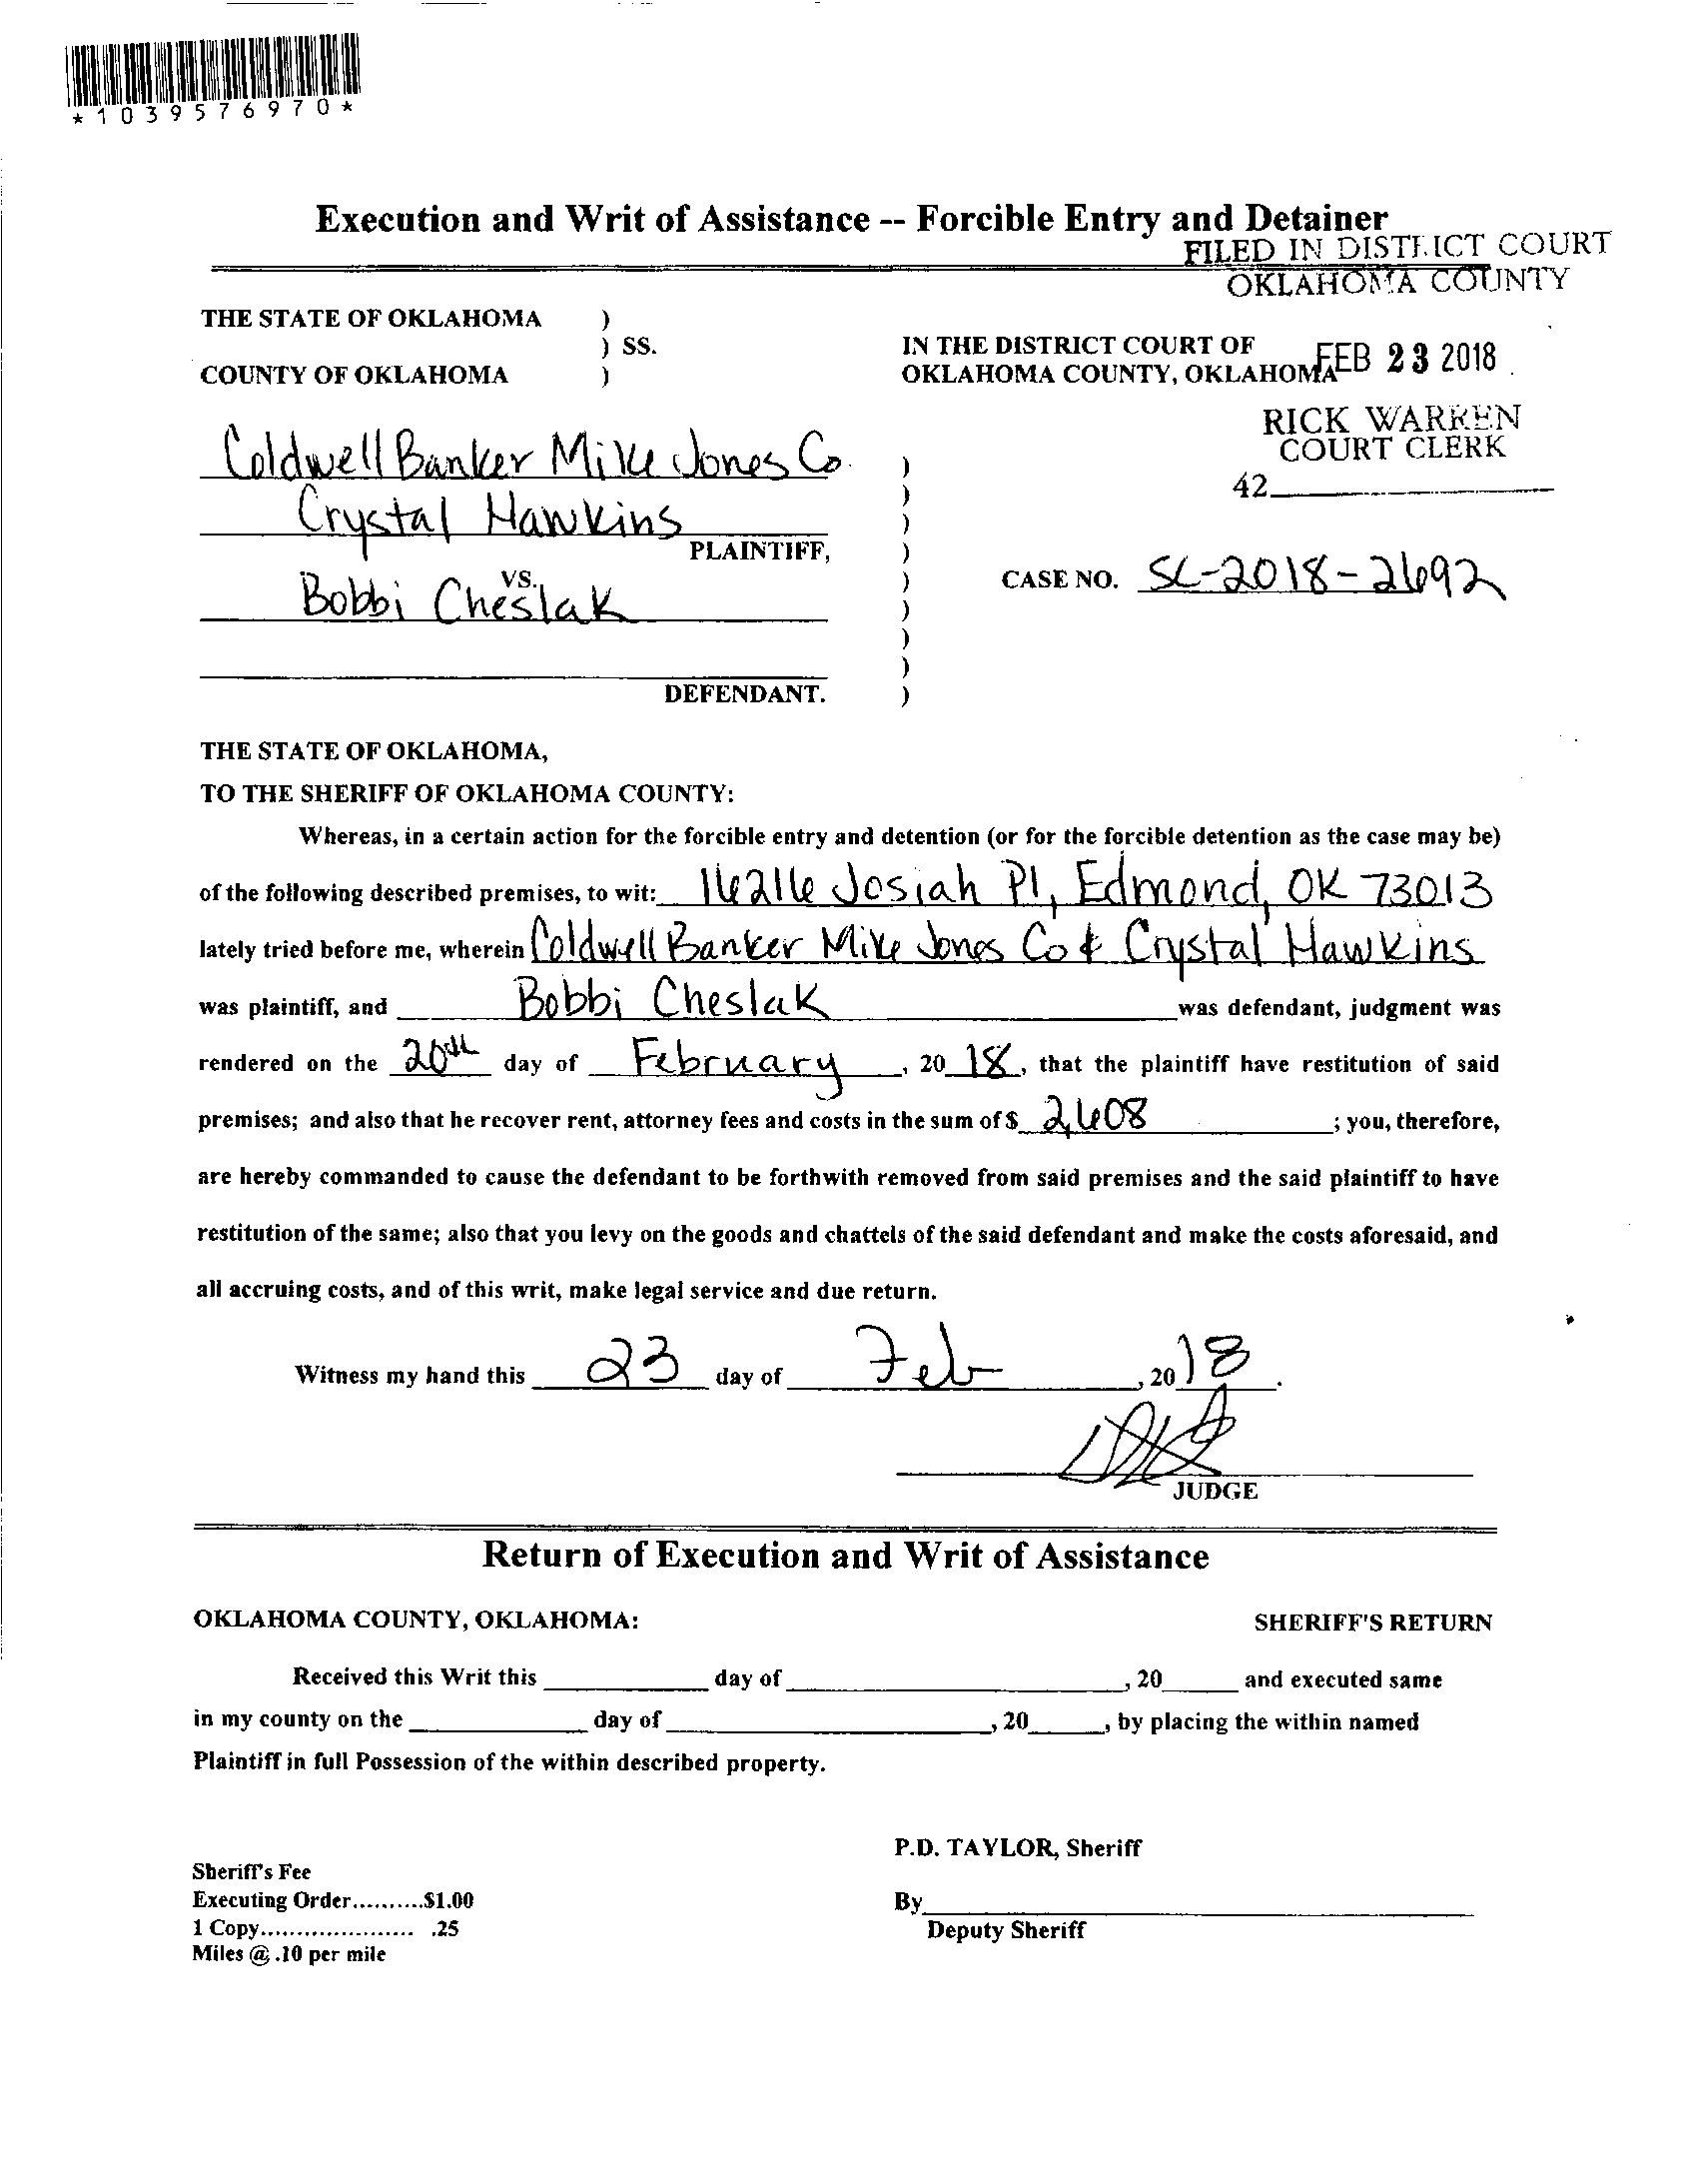 *1039576970*
Execution and Writ of Assistance -- Forcible Entry and Detainer
FILED IN DISTRICT COURT
OKLAHOMA COUNTY
THE STATE OF OKLAHOMA )
) SS.
COUNTY OF OKLAHOMA )
IN THE DISTRICT COURT OF
OKLAHOMA COUNTY, OKLAHOMA
FEB 23 2018
RICK WARREN
COURT CLERK
42
Coldwell Banker Mike Jones Co. )
)
Crystal Hawkins )
PLAINTIFF, )
VS. )
CASE NO. SC-2018-2692
Bobbi Cheslak )
)
)
DEFENDANT. )
THE STATE OF OKLAHOMA,
TO THE SHERIFF OF OKLAHOMA COUNTY:
Whereas, in a certain action for the forcible entry and detention (or for the forcible detention as the case may be)
of the following described premises, to wit: 16216 Josiah Pl, Edmond, OK 73013
lately tried before me, wherein Coldwell Banker Mike Jones Co & Crystal Hawkins
was plaintiff, and Bobbi Cheslak was defendant, judgment was
rendered on the 20th day of February, 20 18, that the plaintiff have restitution of said
premises; and also that he recover rent, attorney fees and costs in the sum of $ 2,608 ; you, therefore,
are hereby commanded to cause the defendant to be forthwith removed from said premises and the said plaintiff to have
restitution of the same; also that you levy on the goods and chattels of the said defendant and make the costs aforesaid, and
all accruing costs, and of this writ, make legal service and due return.
Witness my hand this 23 day of Feb , 20 18 .
JUDGE
Return of Execution and Writ of Assistance
OKLAHOMA COUNTY, OKLAHOMA: SHERIFF'S RETURN
Received this Writ this ____ day of ____, 20____ and executed same
in my county on the ____ day of ____, 20____, by placing the within named
Plaintiff in full Possession of the within described property.
P.D. TAYLOR, Sheriff
Sheriff's Fee
Executing Order..........$1.00
By____
1 Copy...................... .25
Deputy Sheriff
Miles @ .10 per mile